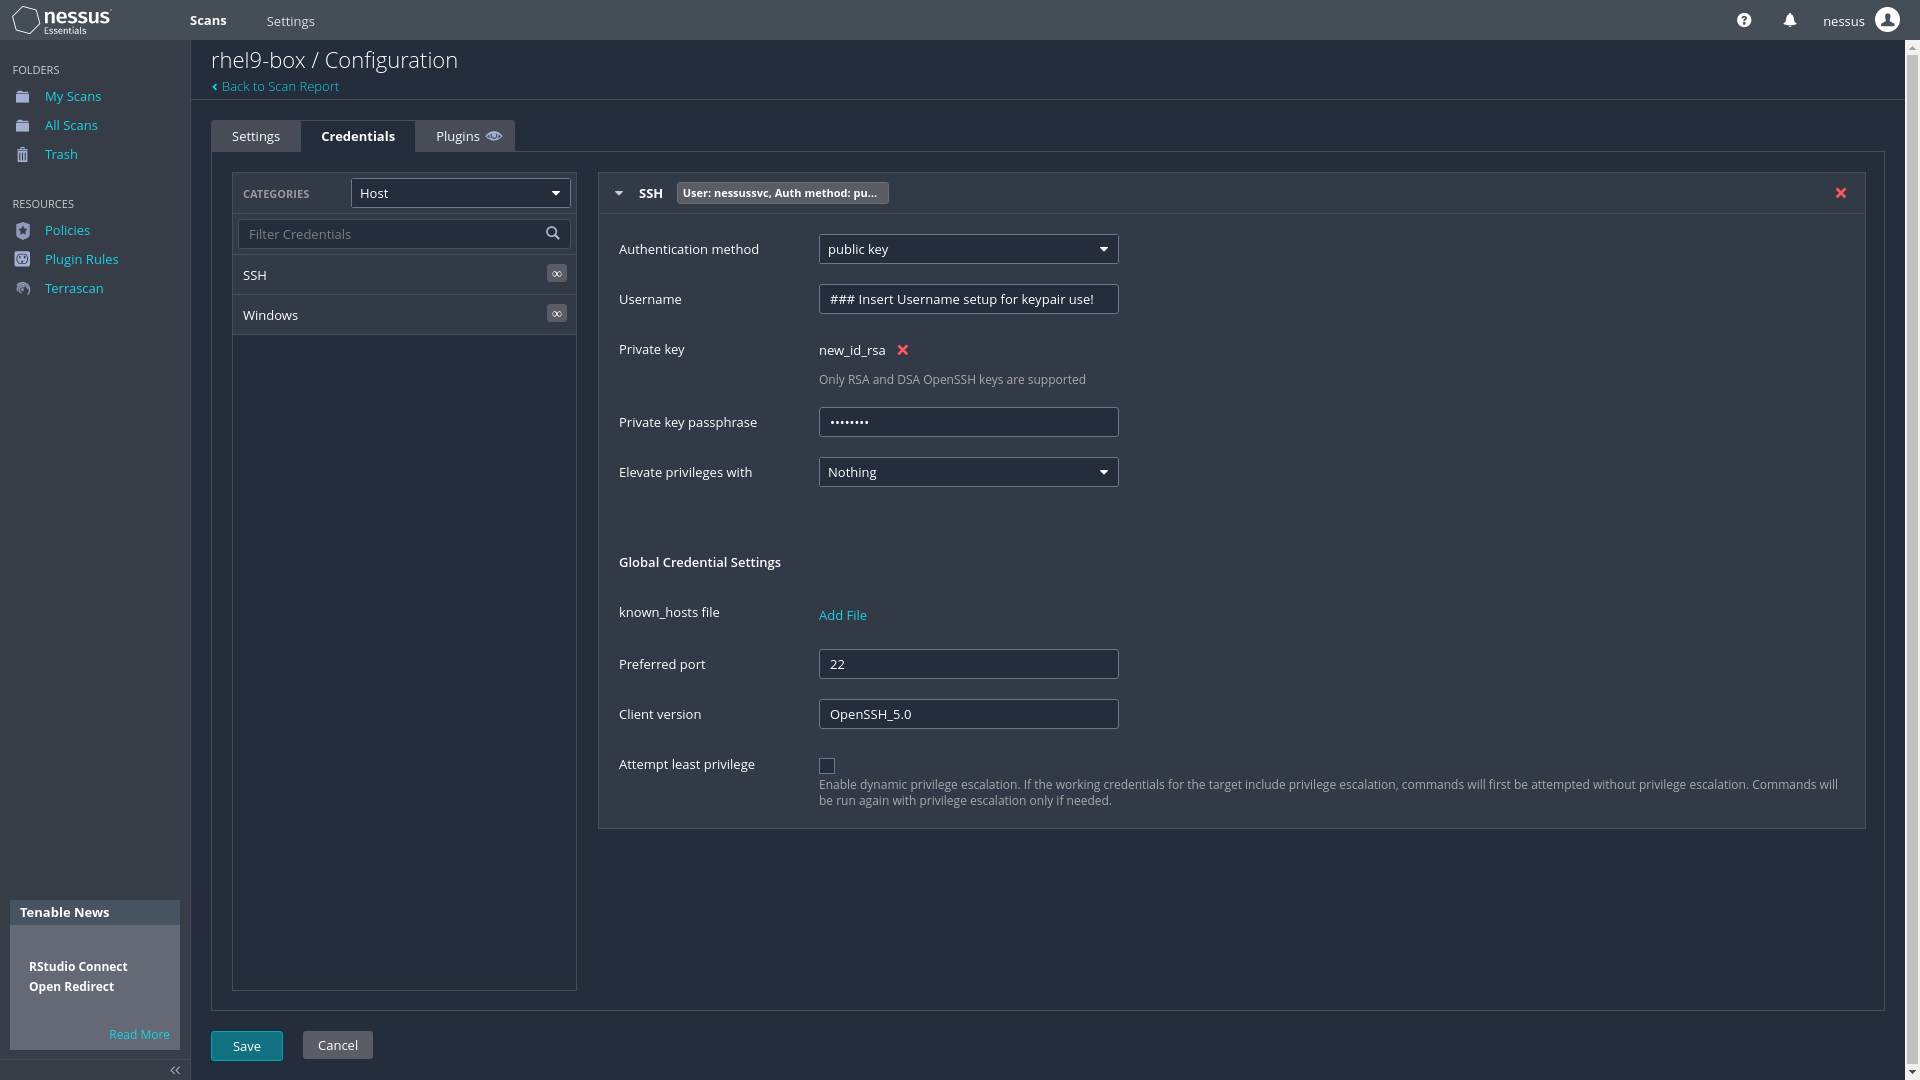 nessus
Essentials
Scans
Settings
nessus
FOLDERS
My Scans
All Scans
Trash
RESOURCES
Policies
Plugin Rules
Terrascan
Tenable News
RStudio Connect
Open Redirect
Read More
rhel9-box / Configuration
Back to Scan Report
Settings
Credentials
Plugins
CATEGORIES
Host
Filter Credentials
SSH
∞
Windows
∞
SSH
User: nessussvc, Auth method: pu...
Authentication method
public key
Username
### Insert Username setup for keypair use!
Private key
new_id_rsa
Only RSA and DSA OpenSSH keys are supported
Private key passphrase
••••••••
Elevate privileges with
Nothing
Global Credential Settings
known_hosts file
Add File
Preferred port
22
Client version
OpenSSH_5.0
Attempt least privilege
Enable dynamic privilege escalation. If the working credentials for the target include privilege escalation, commands will first be attempted without privilege escalation. Commands will
be run again with privilege escalation only if needed.
Save
Cancel